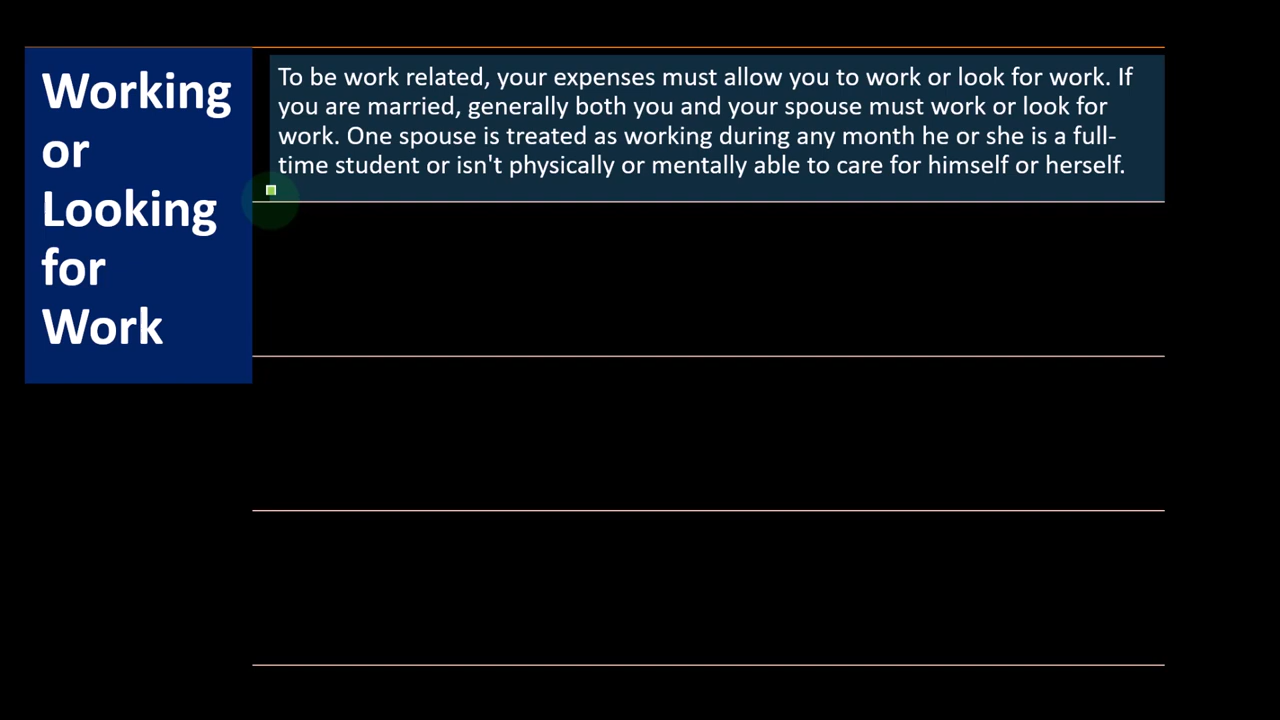 Working
or
Looking
for
Work
To be work related, your expenses must allow you to work or look for work. If
you are married, generally both you and your spouse must work or look for
work. One spouse is treated as working during any month he or she is a full-
time student or isn't physically or mentally able to care for himself or herself.